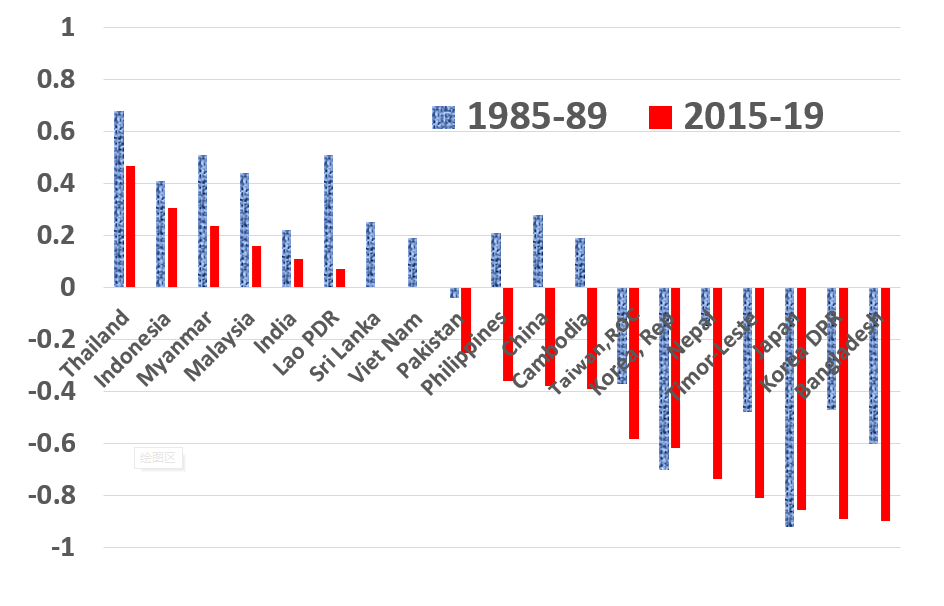 1
0.8
0.6
0.4
0.2
0
-0.2
-0.4
-0.6
-0.8
-1
1985-89
2015-19
Thailand
Indonesia
Myanmar
Malaysia
India
Lao PDR
Sri Lanka
Viet Nam
Pakistan
Philippines
China
Cambodia
Taiwan,ROC
Korea, Rep
Nepal
Timor-Leste
Japan
Korea DPR
Bangladesh
绘图区